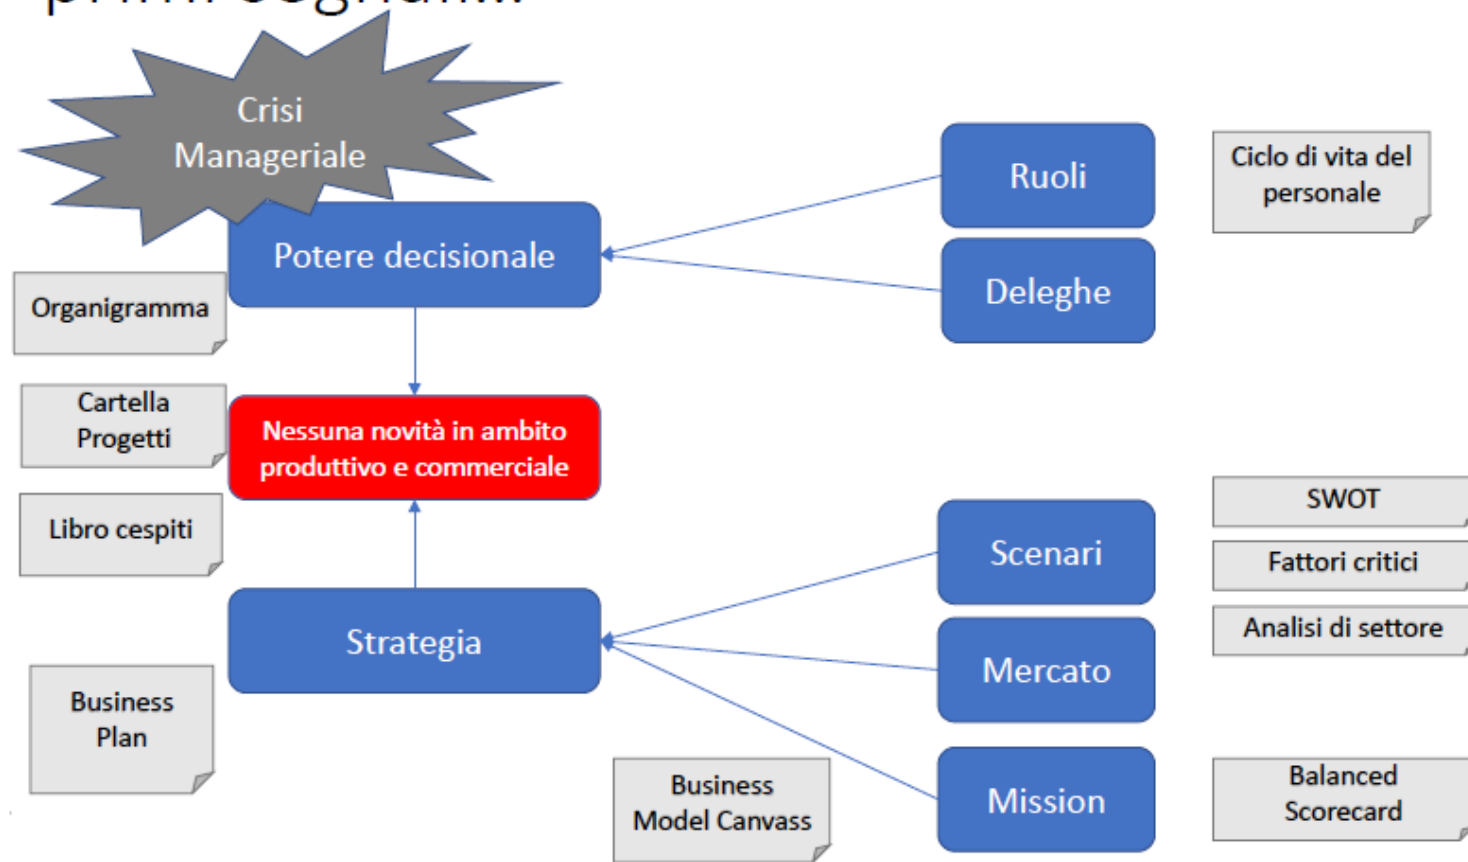 primi segnali...
Crisi
Manageriale
Potere decisionale
Ruoli
Deleghe
Ciclo di vita del
personale
Organigramma
Cartella
Progetti
Nessuna novità in ambito
produttivo e commerciale
Libro cespiti
Strategia
Business
Plan
Scenari
Mercato
Mission
SWOT
Fattori critici
Analisi di settore
Business
Model Canvass
Balanced
Scorecard